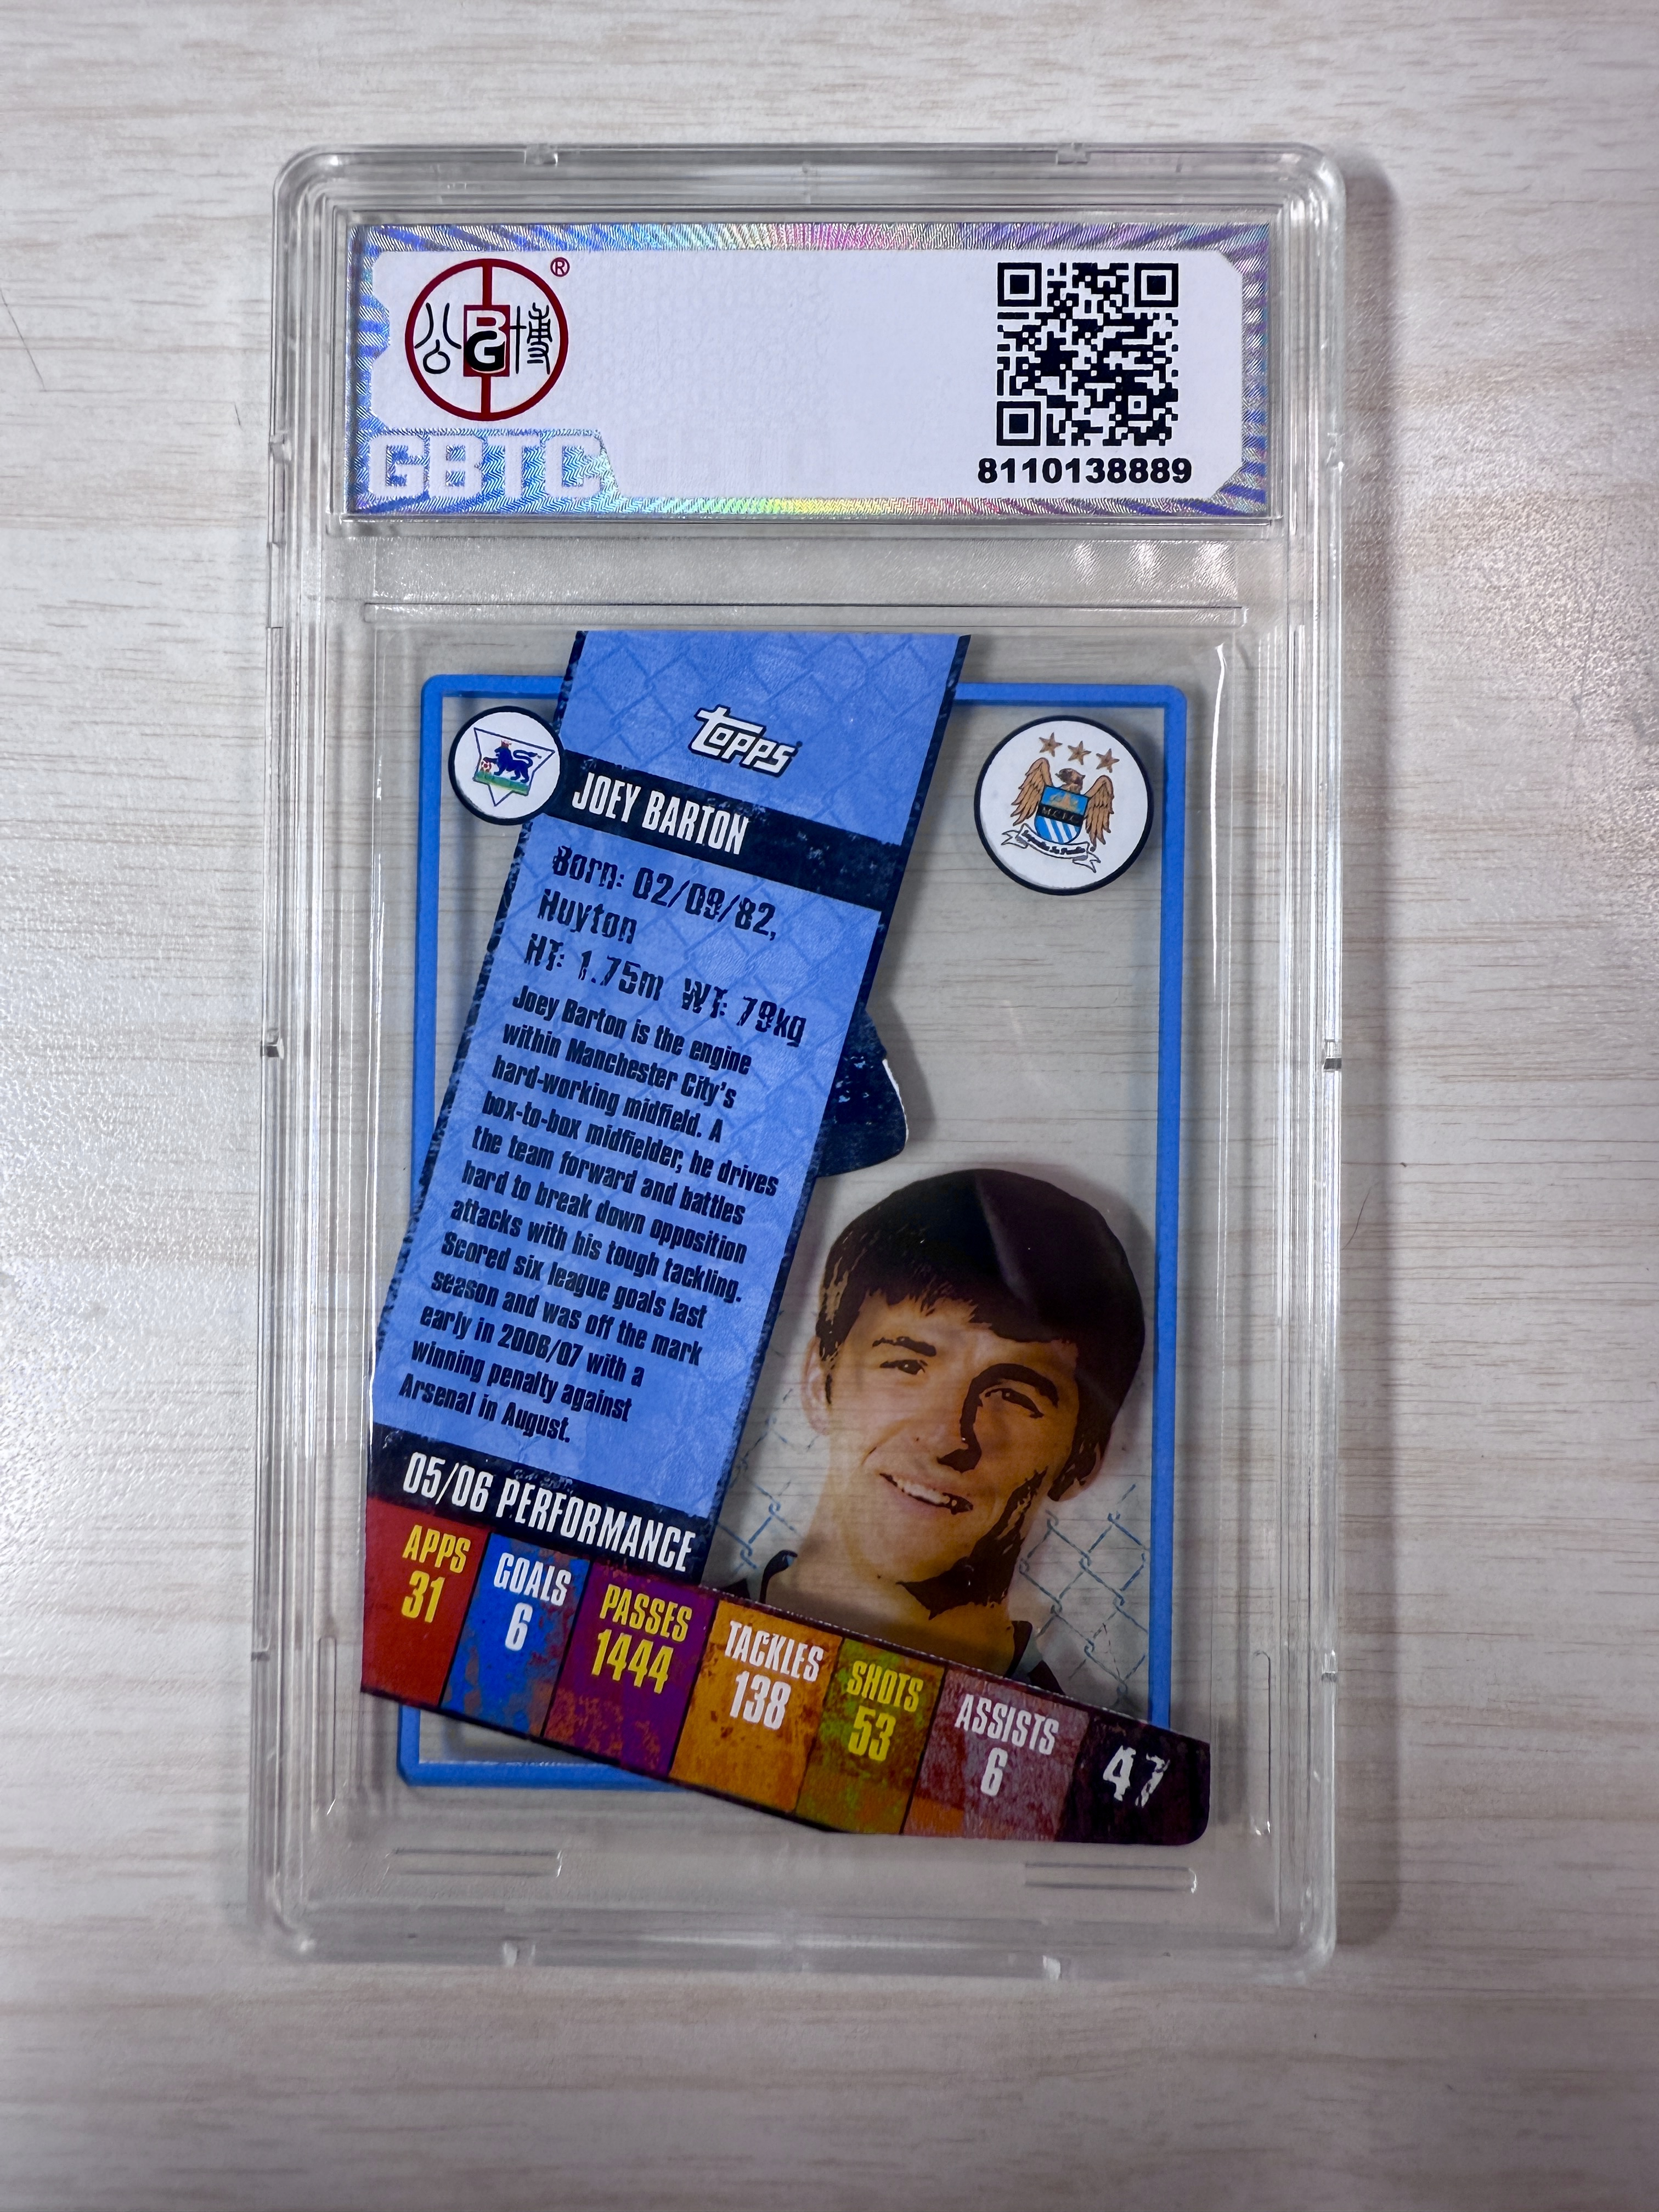 公
BG
博
®
GBTC
8110138889
topps
JOEY BARTON
Born: 02/09/82,
Huyton
HT: 1.75m WT: 79kg
Joey Barton is the engine
within Manchester City's
hard-working midfield. A
box-to-box midfielder, he drives
the team forward and battles
hard to break down opposition
attacks with his tough tackling.
Scored six league goals last
season and was off the mark
early in 2006/07 with a
winning penalty against
Arsenal in August.
05/06 PERFORMANCE
APPS
31
GOALS
6
PASSES
1444
TACKLES
138
SHOTS
53
ASSISTS
6
47
M.C.F.C